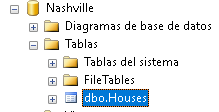 Nashville
Diagramas de base de datos
Tablas
Tablas del sistema
FileTables
dbo.Houses